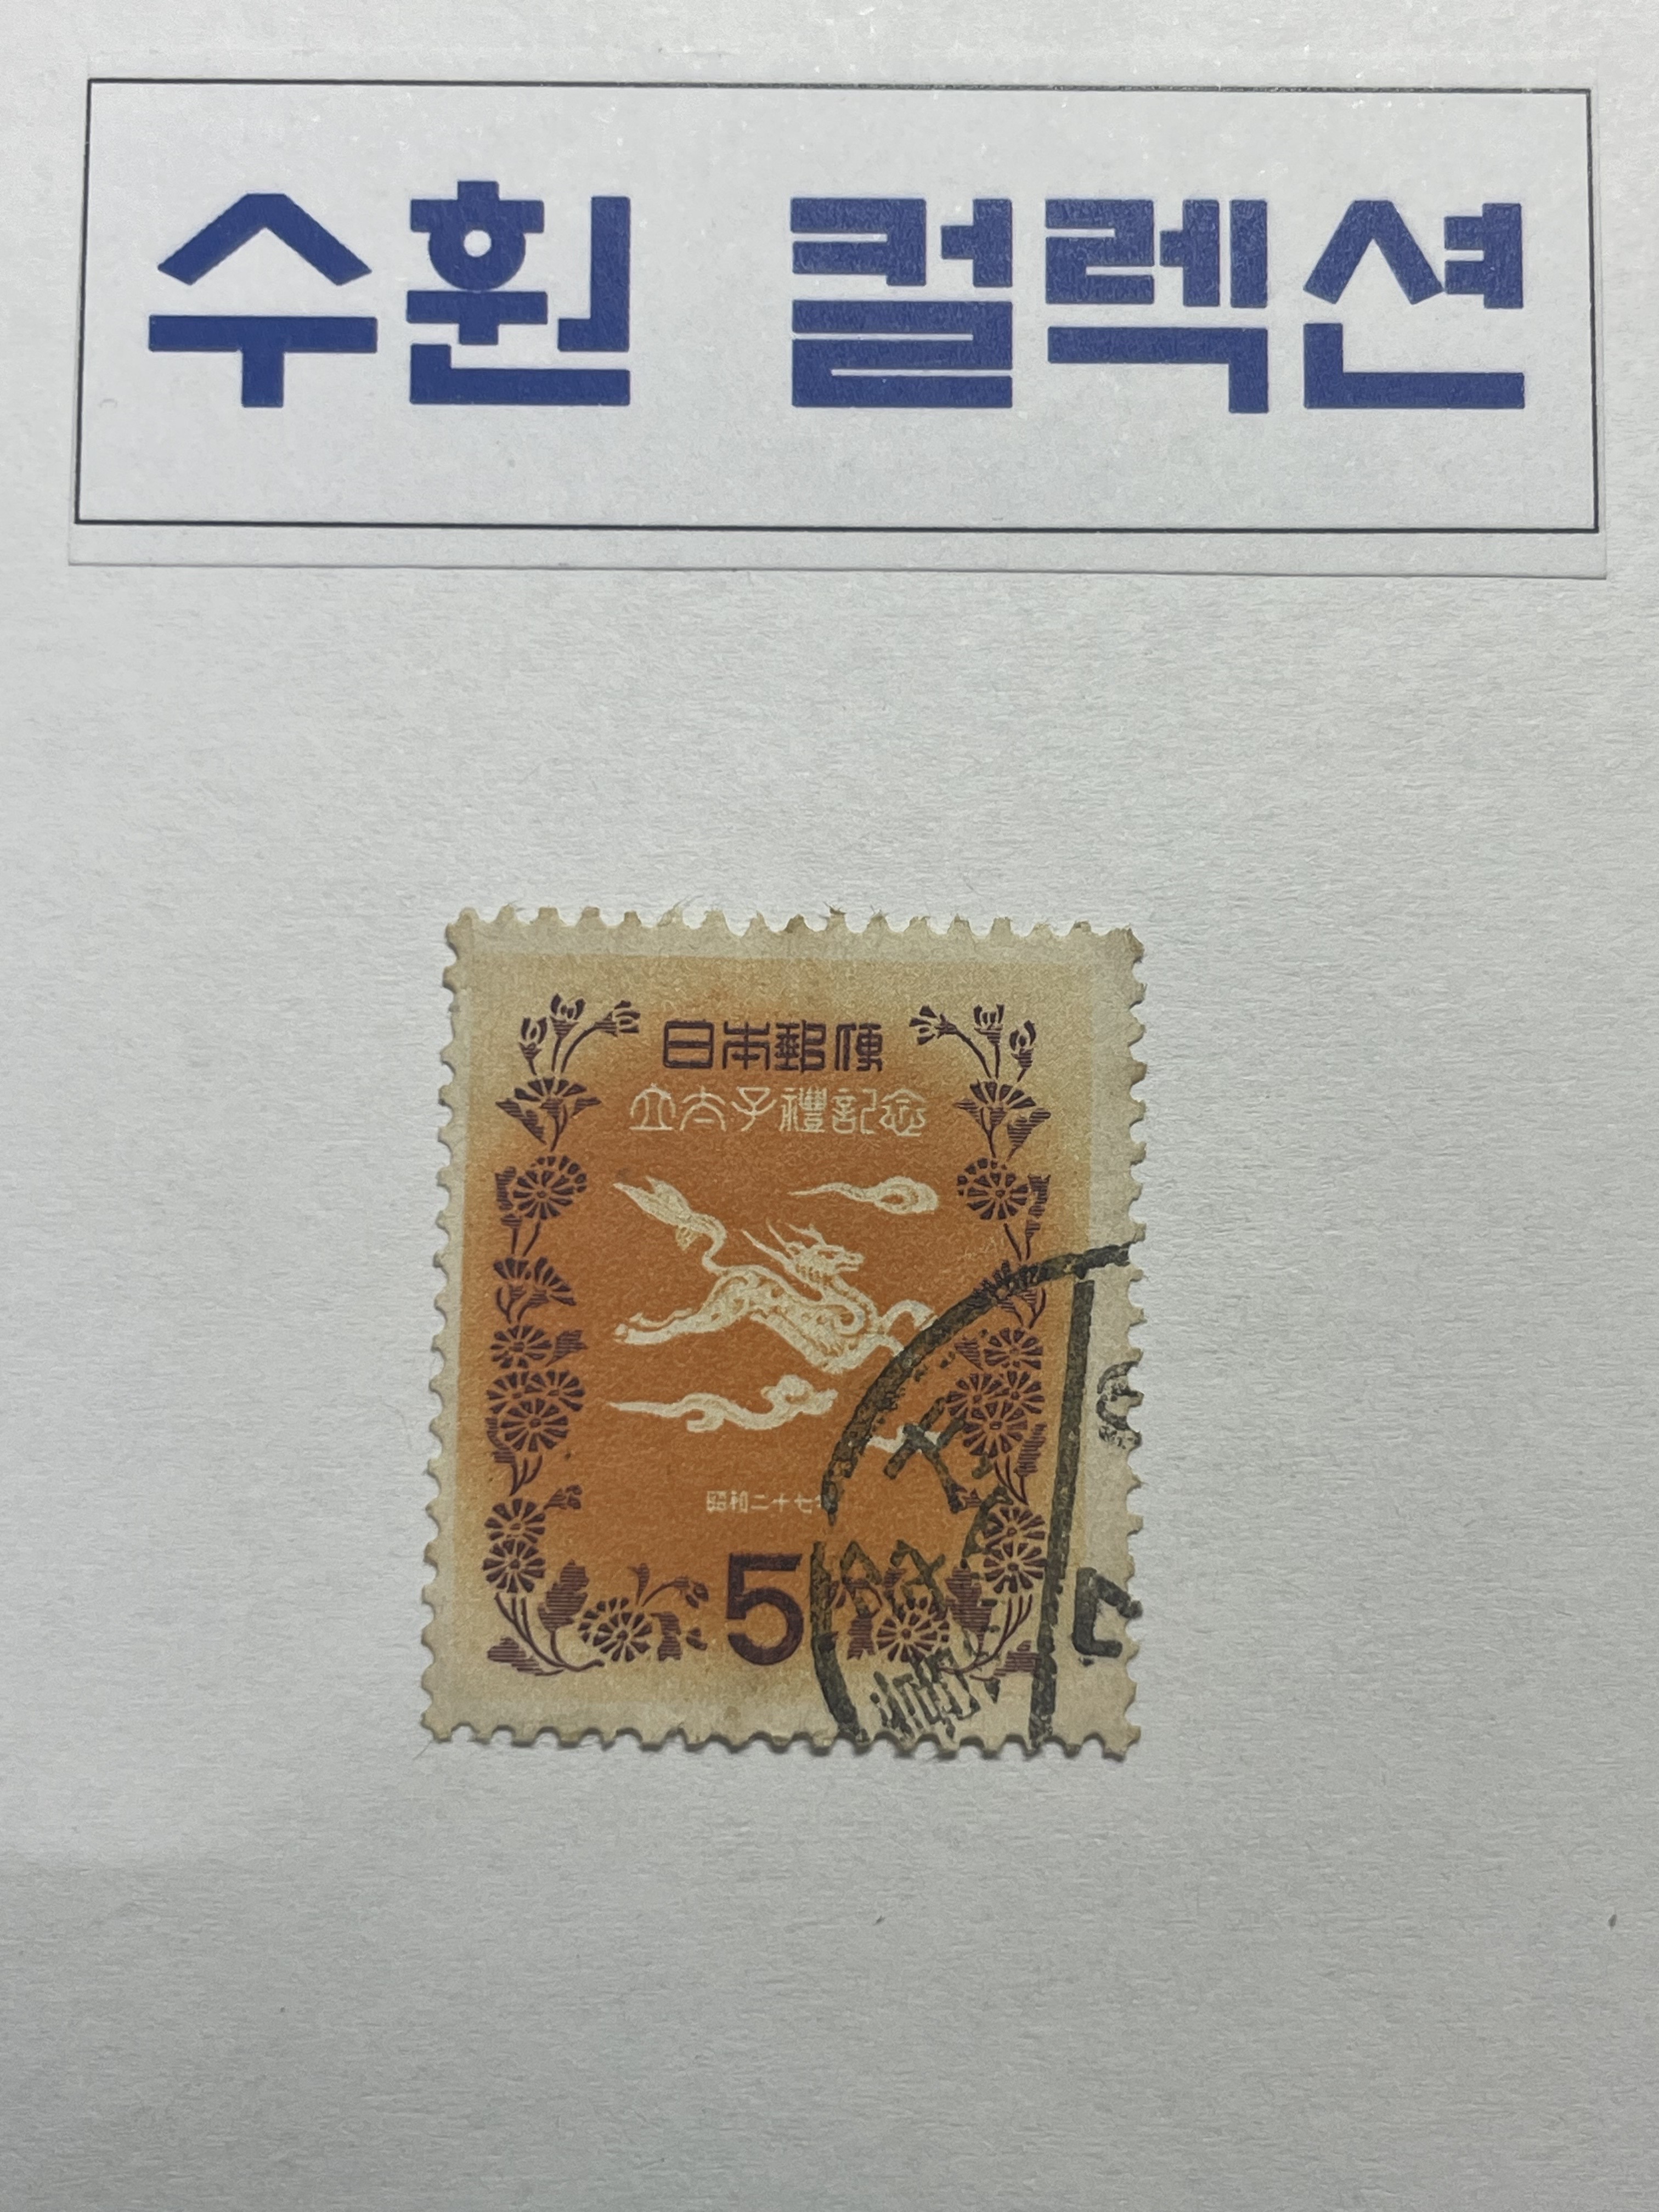 수훤 컬렉션
日本郵便
立太子禮記念
昭和二十七年
5